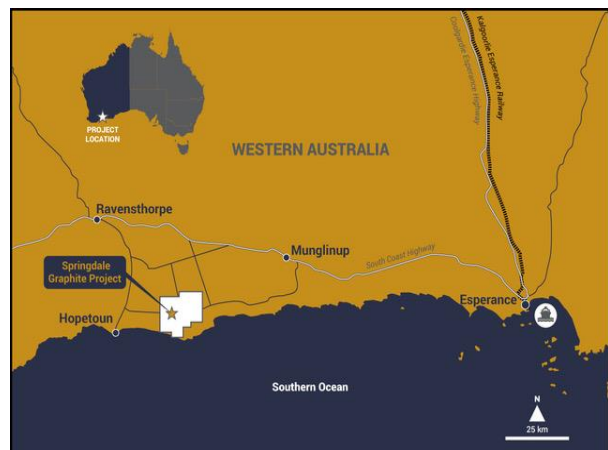 PROJECT
LOCATION
WESTERN AUSTRALIA
Coolgardie Esperance Highway
Kalgoorlie Esperance Railway
Ravensthorpe
Munglinup
South Coast Highway
Springdale
Graphite Project
Esperance
Hopetoun
Southern Ocean
N
25 km